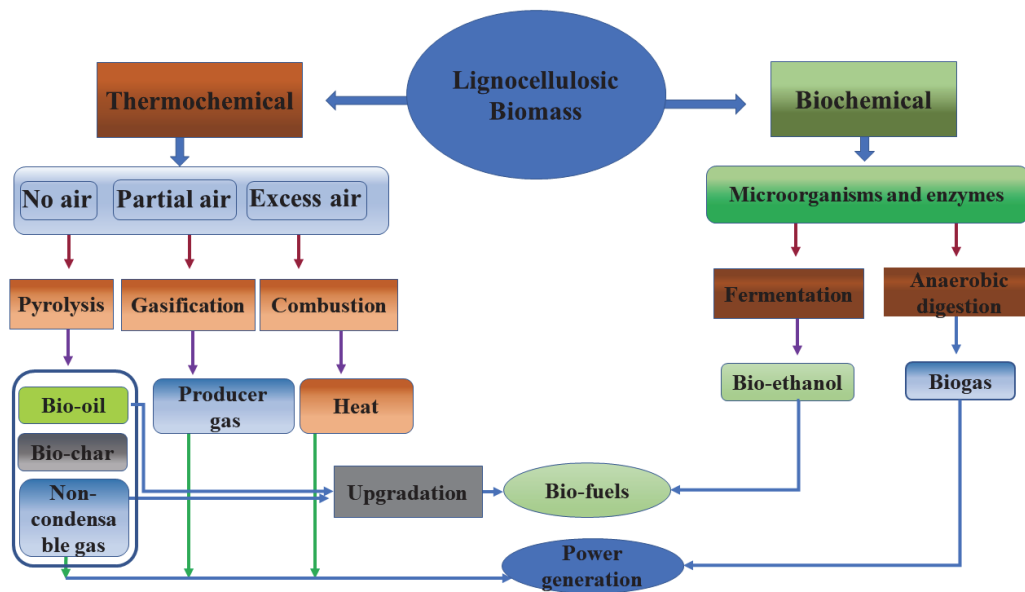 Lignocellulosic
Biomass
Thermochemical
Biochemical
No air
Partial air
Excess air
Microorganisms and enzymes
Pyrolysis
Gasification
Combustion
Fermentation
Anaerobic
digestion
Bio-oil
Bio-char
Non-
condensa
ble gas
Producer
gas
Heat
Bio-ethanol
Biogas
Upgradation
Bio-fuels
Power
generation